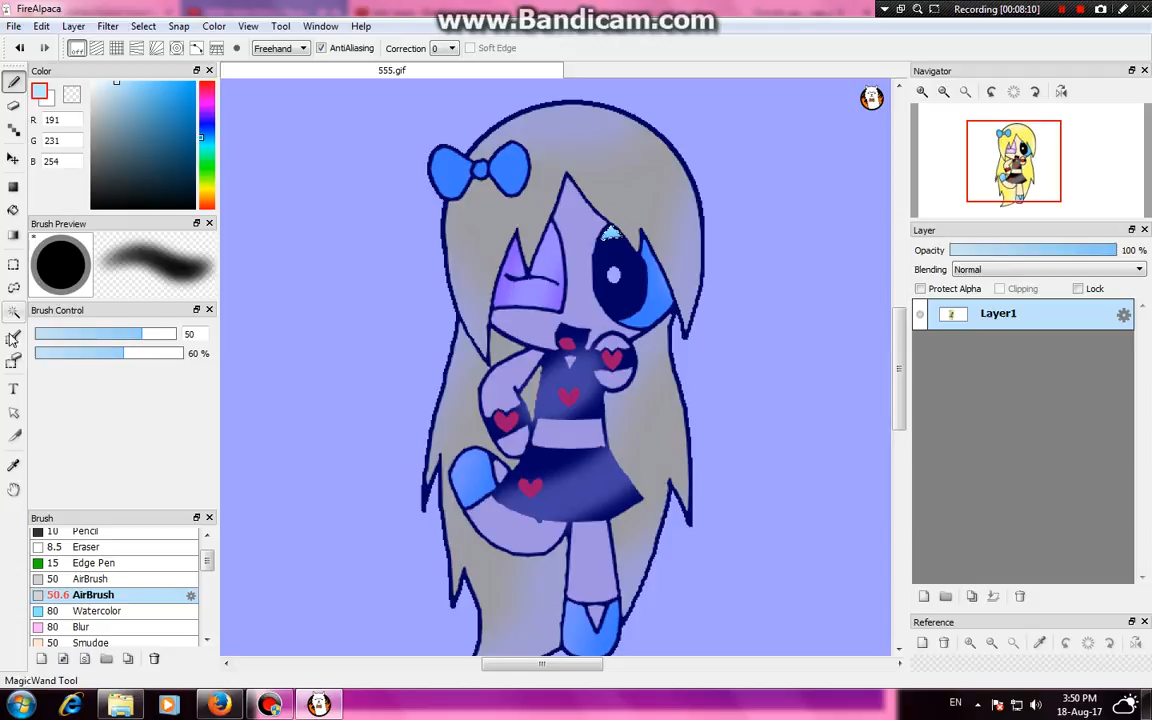 FireAlpaca
www.Bandicam.com
Recording [00:08:10]
File Edit Filter Select Snap Color View Tool Window Help
off Freehand AntiAliasing Correction 0 Soft Edge
Color
555.gif
Navigator
R 191
G 231
B 254
Brush Preview
*
Layer
Opacity 100 %
Blending Normal
Protect Alpha Clipping Lock
Brush Control
Layer1
50
60 %
Brush
10 Pencil
8.5 Eraser
15 Edge Pen
50 AirBrush
50.6 AirBrush
80 Watercolor
80 Blur
50 Smudge
Reference
MagicWand Tool
EN
3:50 PM
18-Aug-17